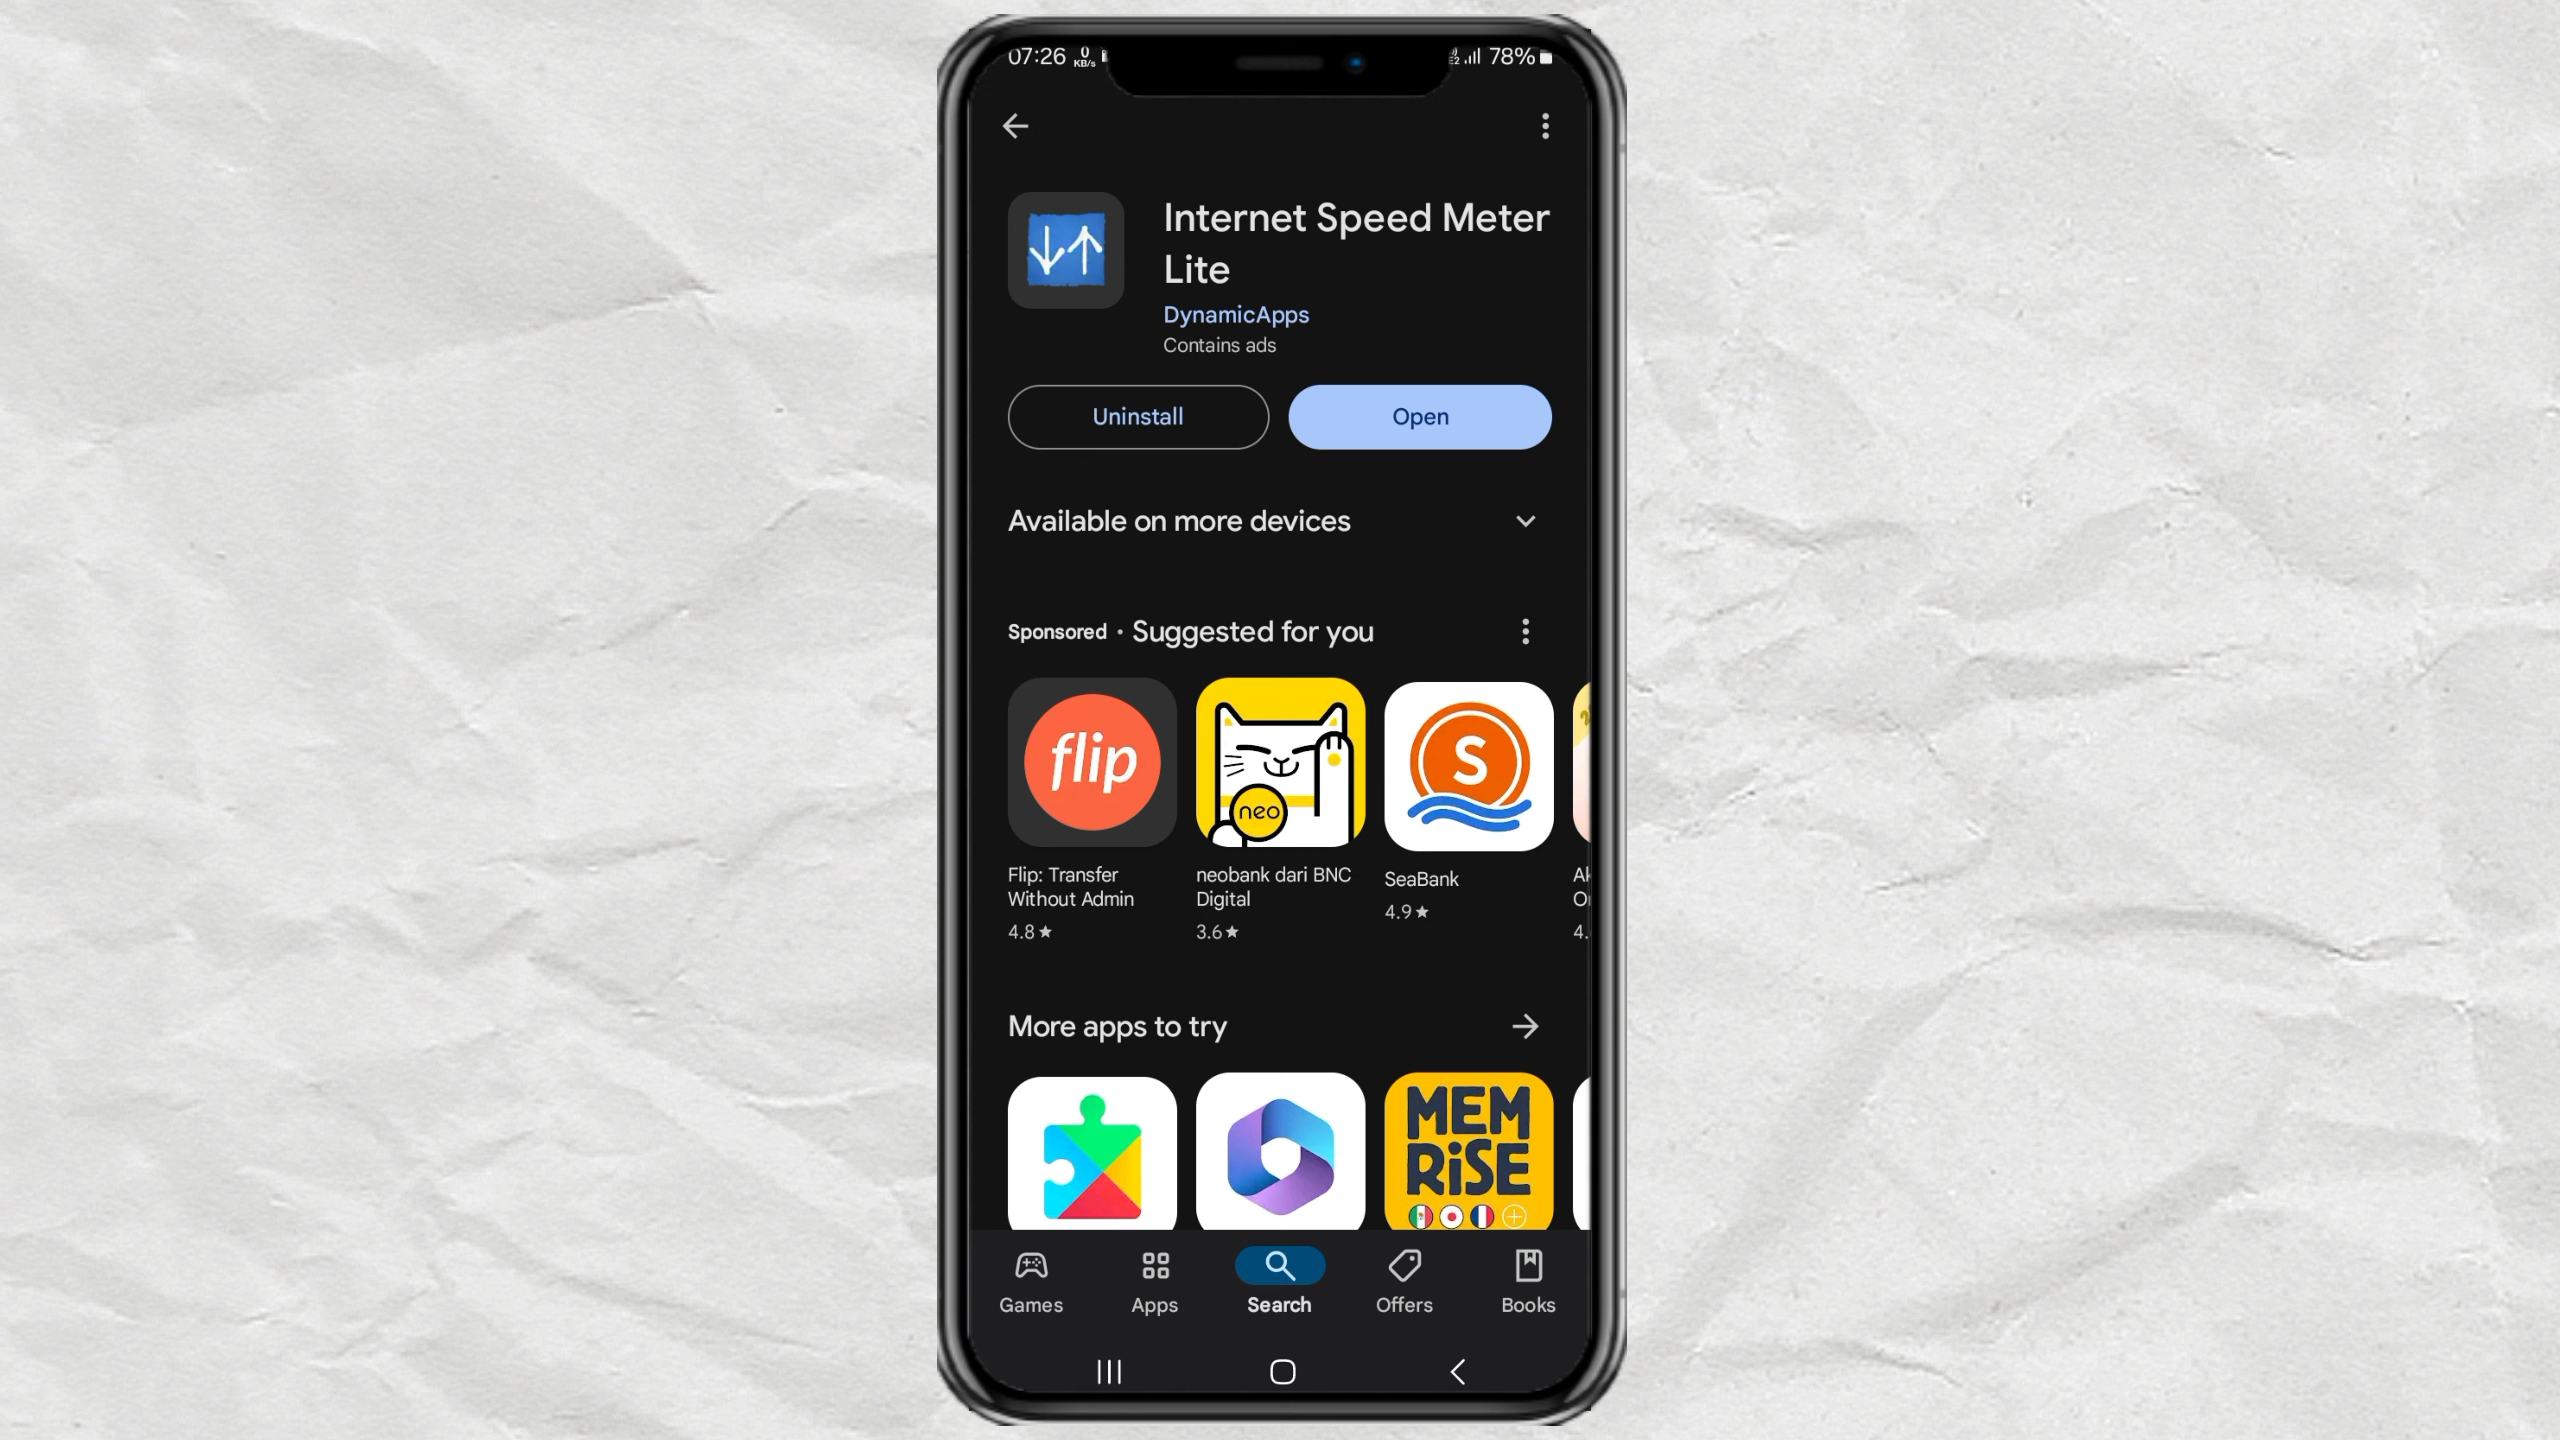 07:26 0 KB/s 78%
Internet Speed Meter
Lite
DynamicApps
Contains ads
Uninstall Open
Available on more devices
Sponsored • Suggested for you
flip neo S
Flip: Transfer
Without Admin
4.8★
neobank dari BNC
Digital
3.6★
SeaBank
4.9★
More apps to try
MEM
RiSE
Games Apps Search Offers Books